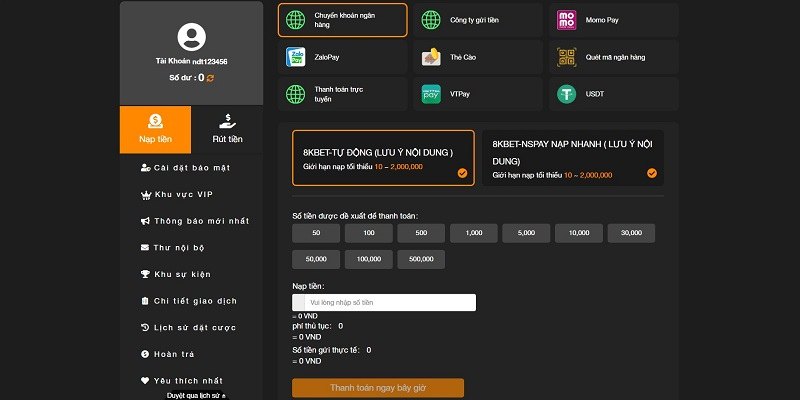 Tài Khoản ndt123456
Số dư : 0
Nạp tiền
Rút tiền
Cài đặt bảo mật
Khu vực VIP
Thông báo mới nhất
Thư nội bộ
Khu sự kiện
Chi tiết giao dịch
Lịch sử đặt cược
Hoàn trả
Yêu thích nhất
Duyệt qua lịch sử
Chuyển khoản ngân
hàng
Công ty gửi tiền
mo
mo
Momo Pay
Zalo
Pay
ZaloPay
Thẻ Cào
Quét mã ngân hàng
Thanh toán trực
tuyến
pay
VTPay
USDT
8KBET-TỰ ĐỘNG (LƯU Ý NỘI DUNG )
Giới hạn nạp tối thiểu 10 ~ 2,000,000
8KBET-NSPAY NẠP NHANH ( LƯU Ý NỘI
DUNG)
Giới hạn nạp tối thiểu 10 ~ 2,000,000
Số tiền được đề xuất để thanh toán:
50
100
500
1,000
5,000
10,000
30,000
50,000
100,000
500,000
Nạp tiền:
Vui lòng nhập số tiền
= 0 VND
phí thủ tục: 0
= 0 VND
Số tiền gửi thực tế: 0
= 0 VND
Thanh toán ngay bây giờ